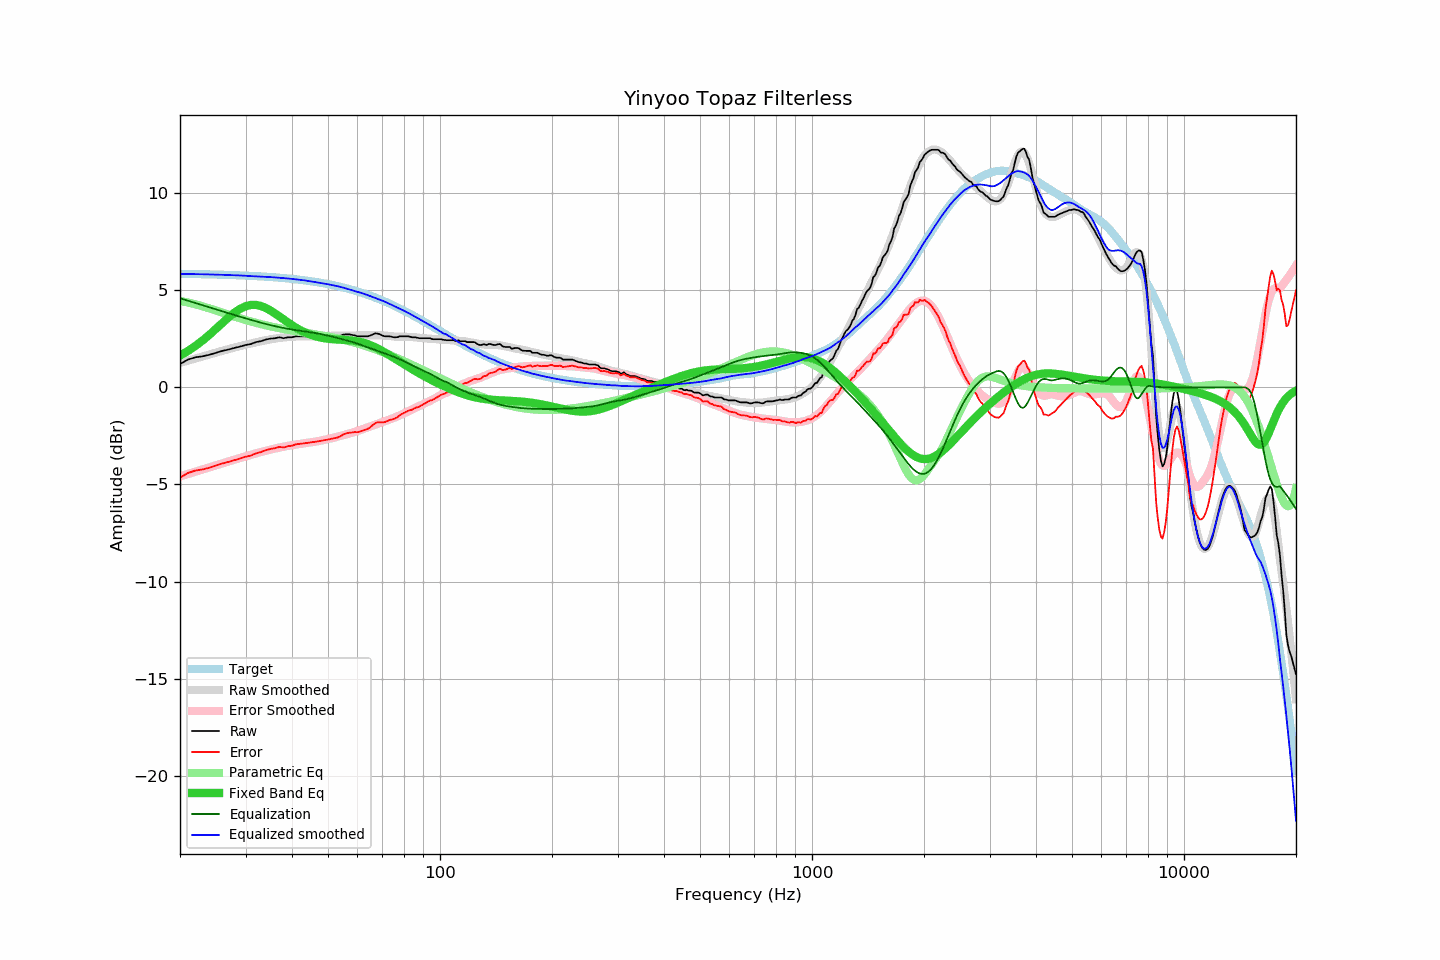 Yinyoo Topaz Filterless
10
5
0
−5
−10
−15
−20
Amplitude (dBr)
Target
Raw Smoothed
Error Smoothed
Raw
Error
Parametric Eq
Fixed Band Eq
Equalization
Equalized smoothed
100
1000
10000
Frequency (Hz)